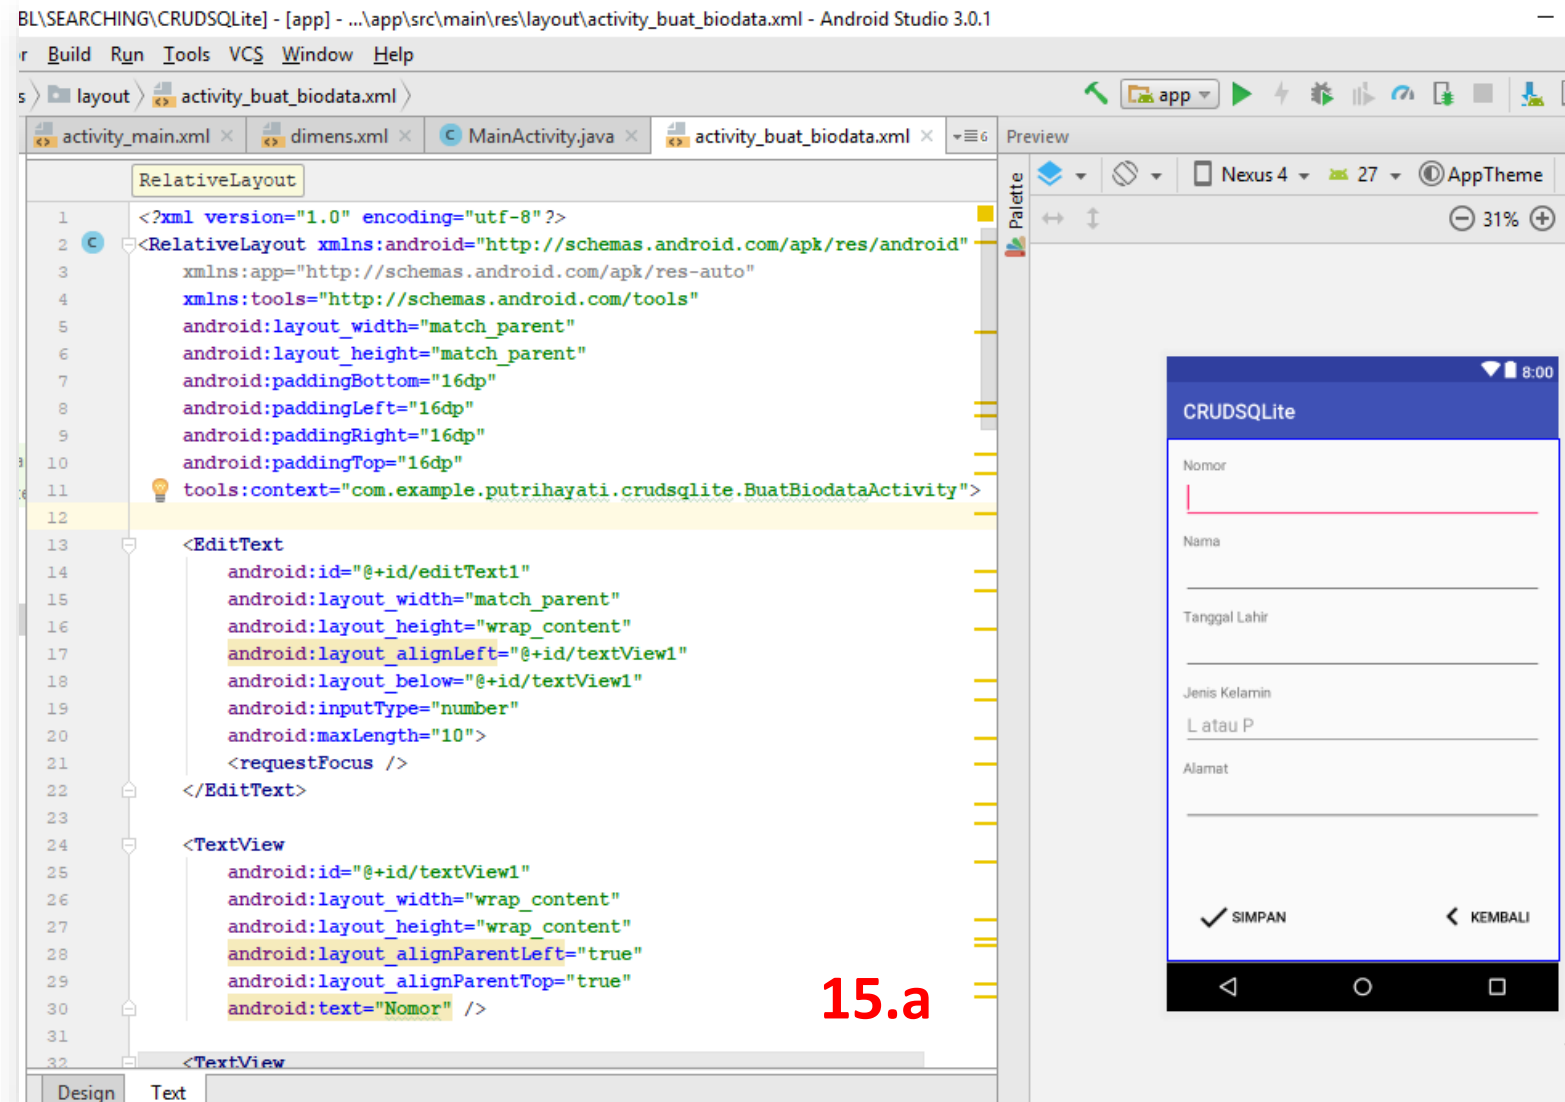 BL\SEARCHING\CRUDSQLite] - [app] - ...\app\src\main\res\layout\activity_buat_biodata.xml - Android Studio 3.0.1
r Build Run Tools VCS Window Help
s layout activity_buat_biodata.xml app
activity_main.xml dimens.xml MainActivity.java activity_buat_biodata.xml 6 Preview
RelativeLayout
Palette
Nexus 4 27 AppTheme
31%
1 <?xml version="1.0" encoding="utf-8"?>
2 <RelativeLayout xmlns:android="http://schemas.android.com/apk/res/android"
3 xmlns:app="http://schemas.android.com/apk/res-auto"
4 xmlns:tools="http://schemas.android.com/tools"
5 android:layout_width="match_parent"
6 android:layout_height="match_parent"
7 android:paddingBottom="16dp"
8 android:paddingLeft="16dp"
9 android:paddingRight="16dp"
10 android:paddingTop="16dp"
11 tools:context="com.example.putrihayati.crudsqlite.BuatBiodataActivity">
12
13 <EditText
14 android:id="@+id/editText1"
15 android:layout_width="match_parent"
16 android:layout_height="wrap_content"
17 android:layout_alignLeft="@+id/textView1"
18 android:layout_below="@+id/textView1"
19 android:inputType="number"
20 android:maxLength="10">
21 <requestFocus />
22 </EditText>
23
24 <TextView
25 android:id="@+id/textView1"
26 android:layout_width="wrap_content"
27 android:layout_height="wrap_content"
28 android:layout_alignParentLeft="true"
29 android:layout_alignParentTop="true"
30 android:text="Nomor" />
31
32 <TextView
15.a
Design Text
8:00
CRUDSQLite
Nomor
Nama
Tanggal Lahir
Jenis Kelamin
L atau P
Alamat
SIMPAN KEMBALI